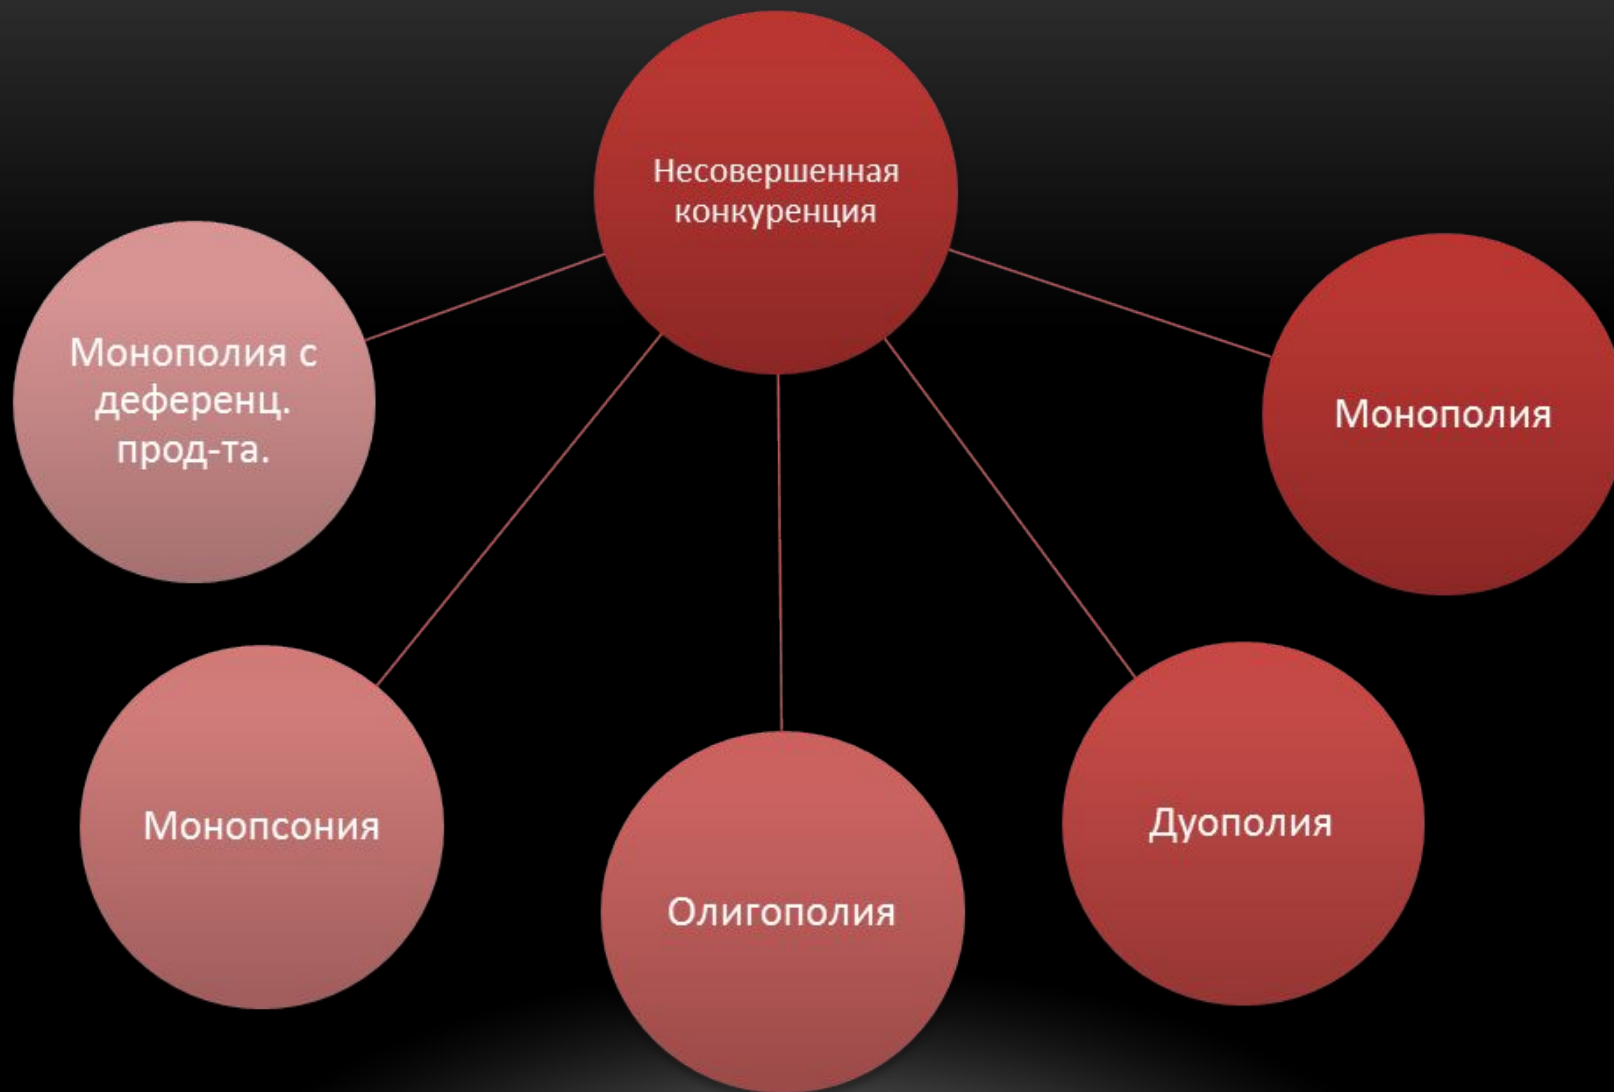 Несовершенная
конкуренция
Монополия с
деференц.
прод-та.
Монополия
Монопсония
Дуополия
Олигополия